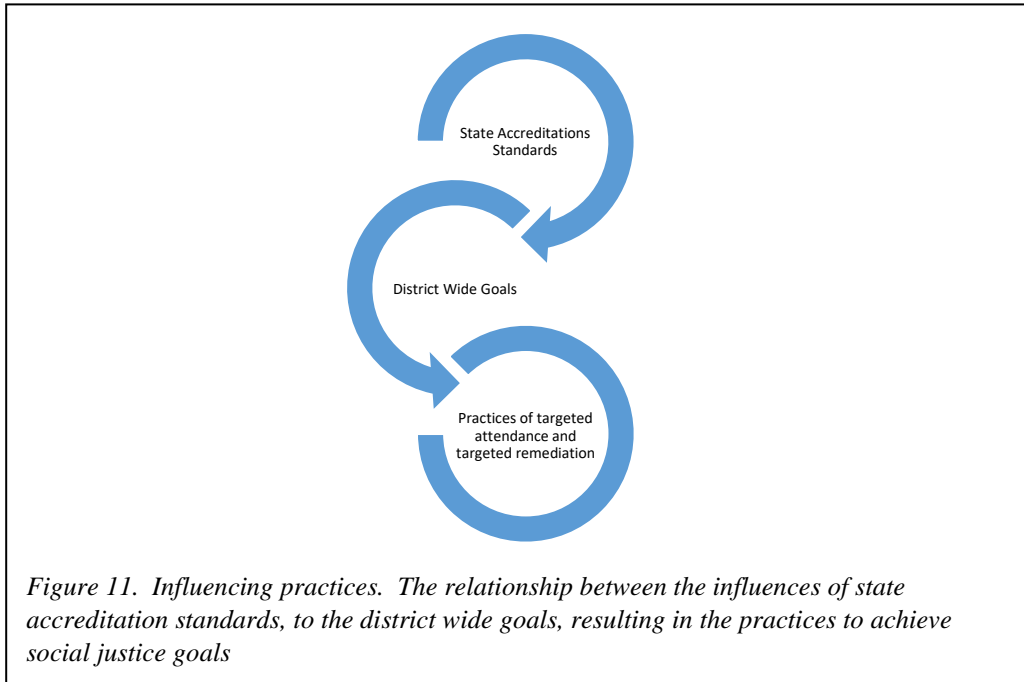 State Accreditations
Standards
District Wide Goals
Practices of targeted
attendance and
targeted remediation
Figure 11.  Influencing practices.  The relationship between the influences of state
accreditation standards, to the district wide goals, resulting in the practices to achieve
social justice goals